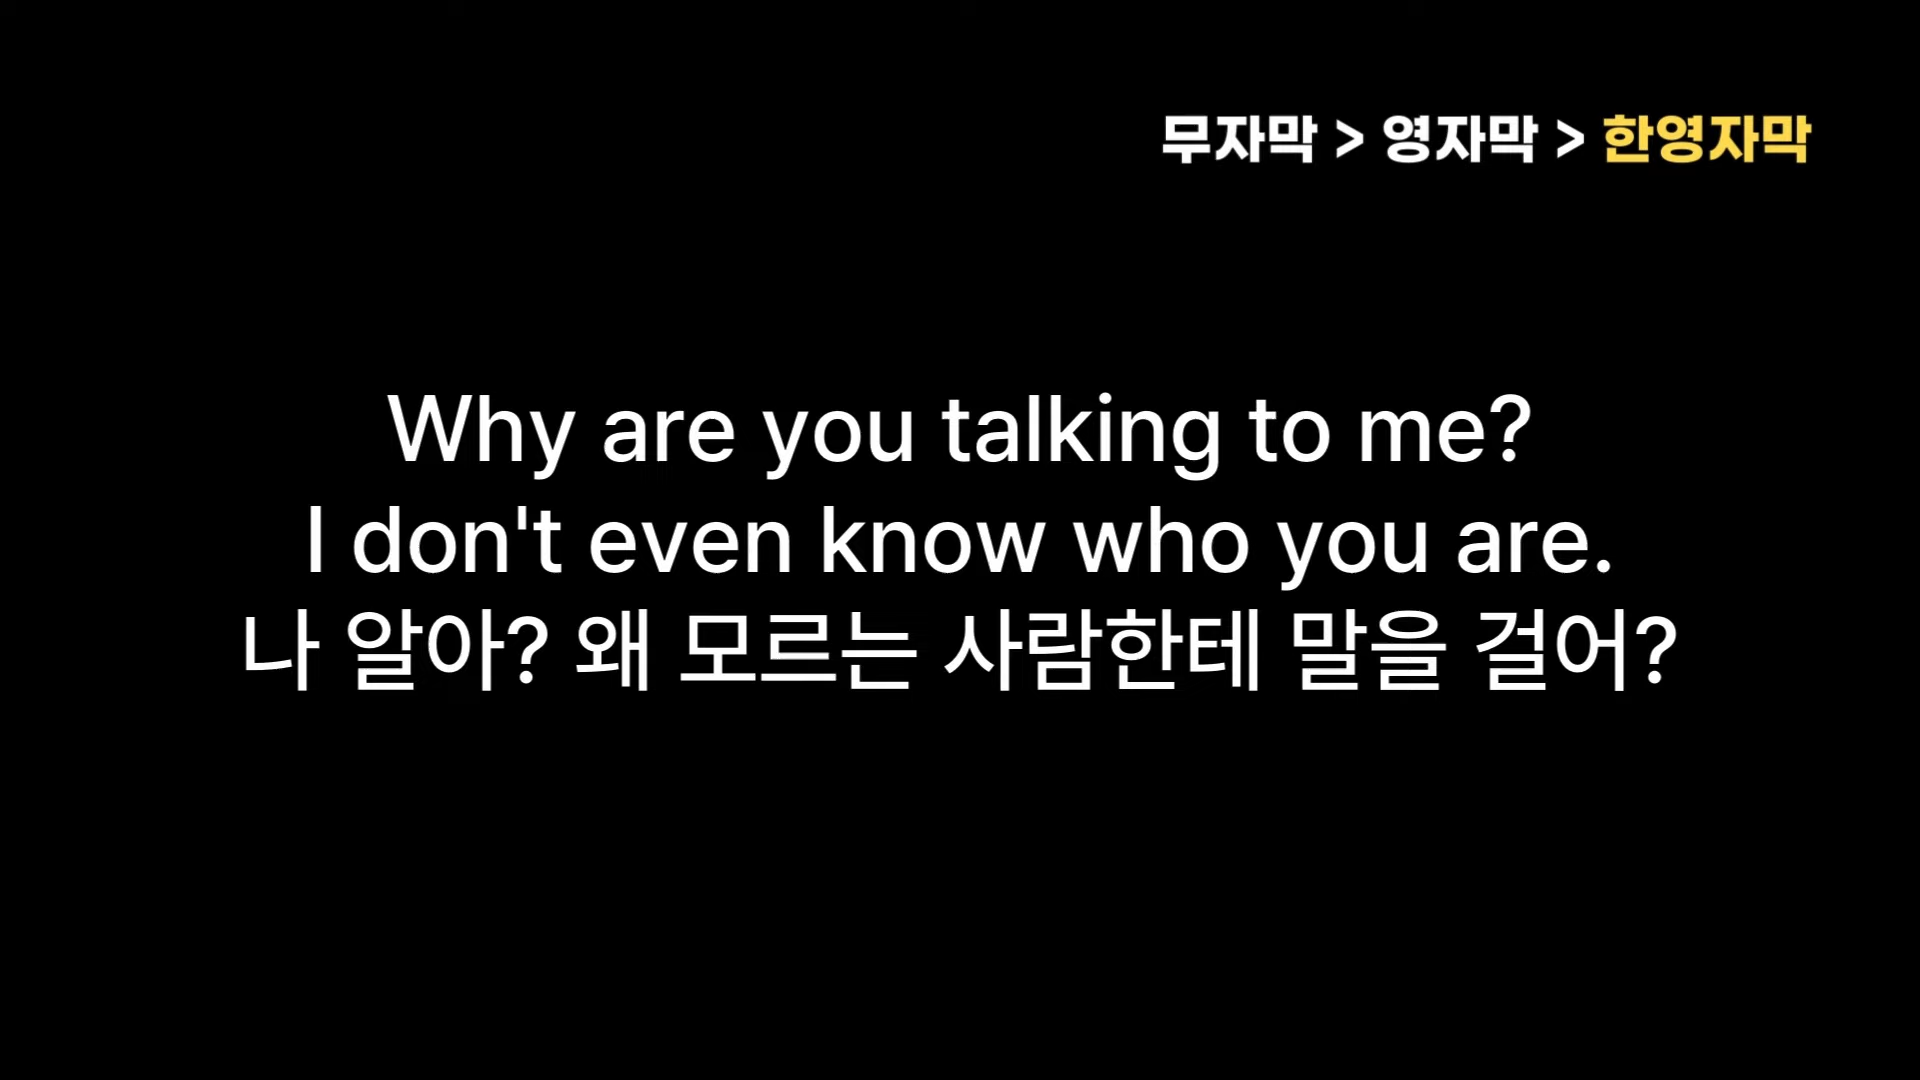 무자막 > 영자막 > 한영자막
Why are you talking to me?
I don't even know who you are.
나 알아? 왜 모르는 사람한테 말을 걸어?